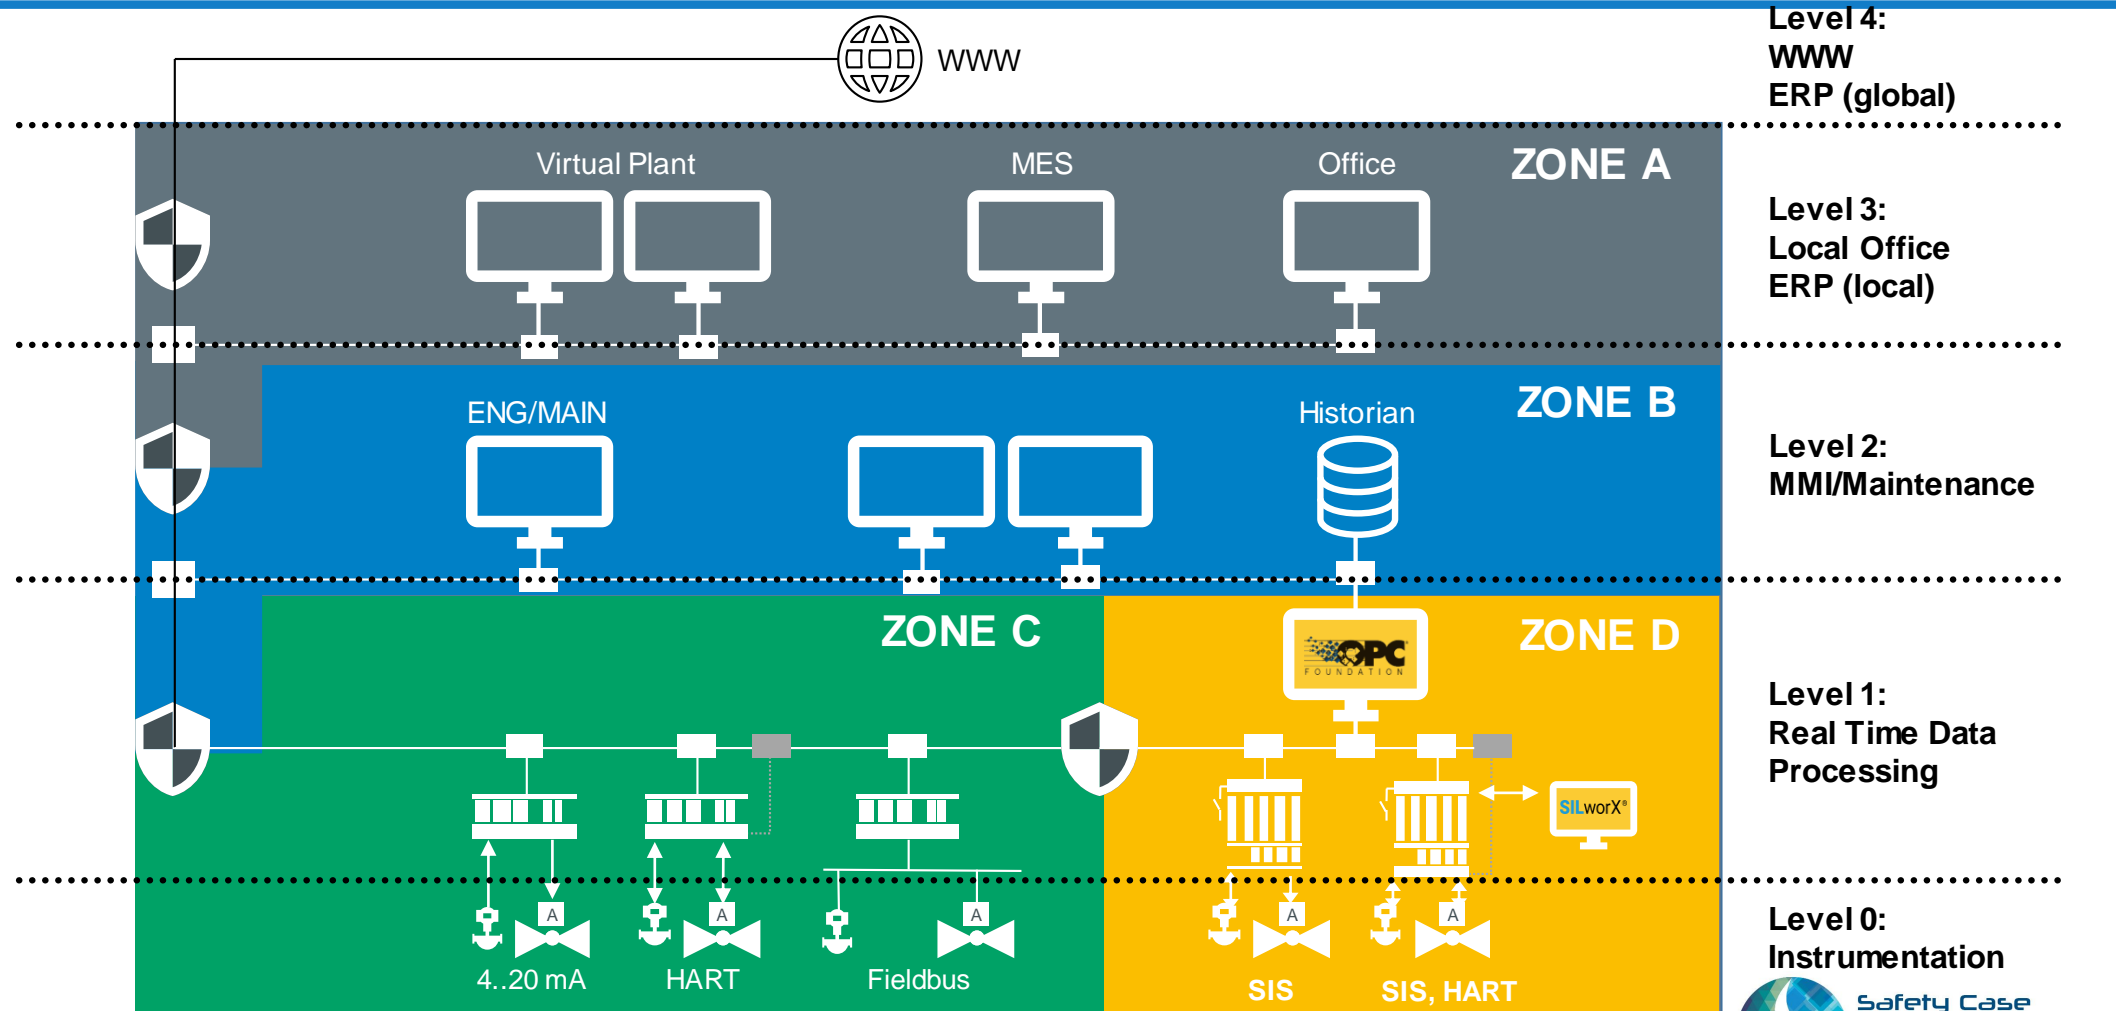 Level 4:
WWW
ERP (global)
WWW
Virtual Plant
MES
Office
ZONE A
Level 3:
Local Office
ERP (local)
ENG/MAIN
Historian
ZONE B
Level 2:
MMI/Maintenance
ZONE C
OPC
FOUNDATION
ZONE D
Level 1:
Real Time Data
Processing
SILworX®
A
A
A
A
A
4..20 mA
HART
Fieldbus
SIS
SIS, HART
Level 0:
Instrumentation
Safety Case